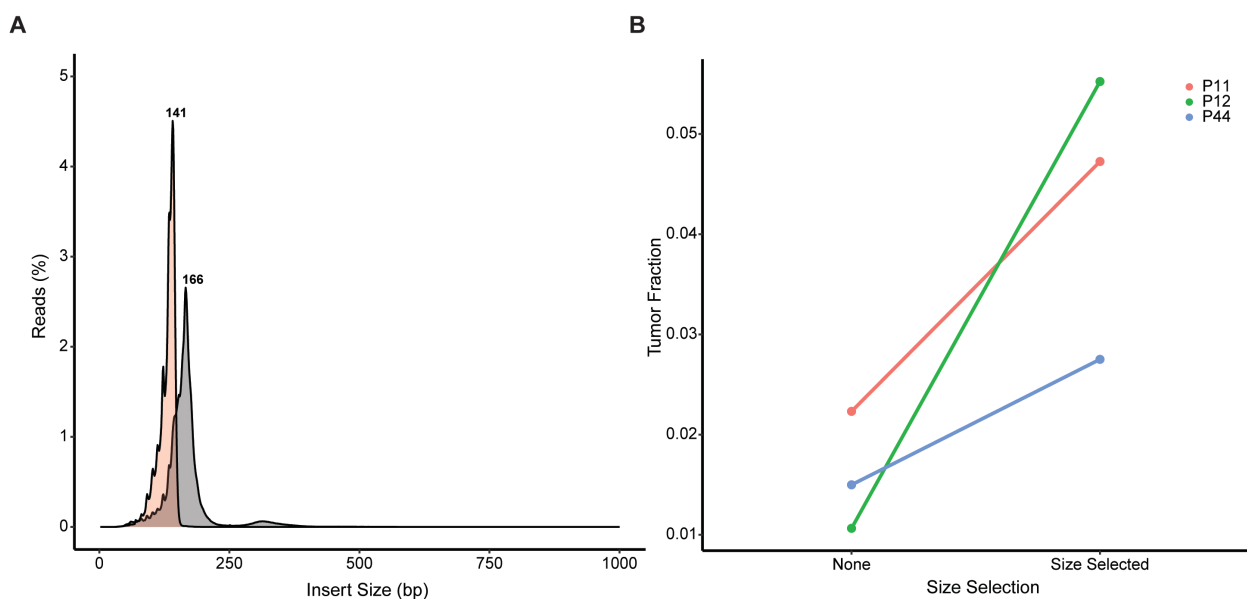 A
5
4
3
2
1
0
Reads (%)
141
166
0
250
500
750
1000
Insert Size (bp)
B
0.05
0.04
0.03
0.02
0.01
Tumor Fraction
P11
P12
P44
None
Size Selected
Size Selection